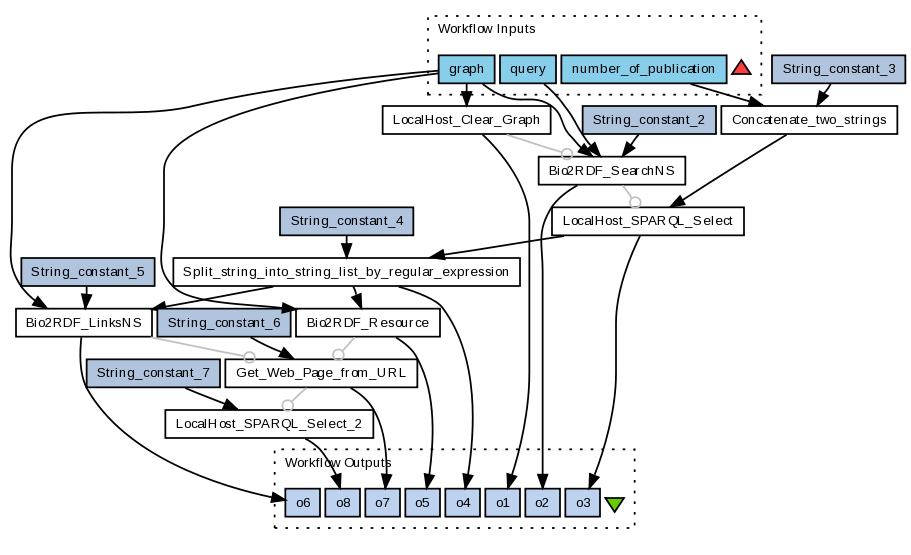 Workflow Inputs
graph
query
number_of_publication
String_constant_3
LocalHost_Clear_Graph
String_constant_2
Concatenate_two_strings
Bio2RDF_SearchNS
String_constant_4
LocalHost_SPARQL_Select
String_constant_5
Split_string_into_string_list_by_regular_expression
Bio2RDF_LinksNS
String_constant_6
Bio2RDF_Resource
String_constant_7
Get_Web_Page_from_URL
LocalHost_SPARQL_Select_2
Workflow Outputs
o6
o8
o7
o5
o4
o1
o2
o3